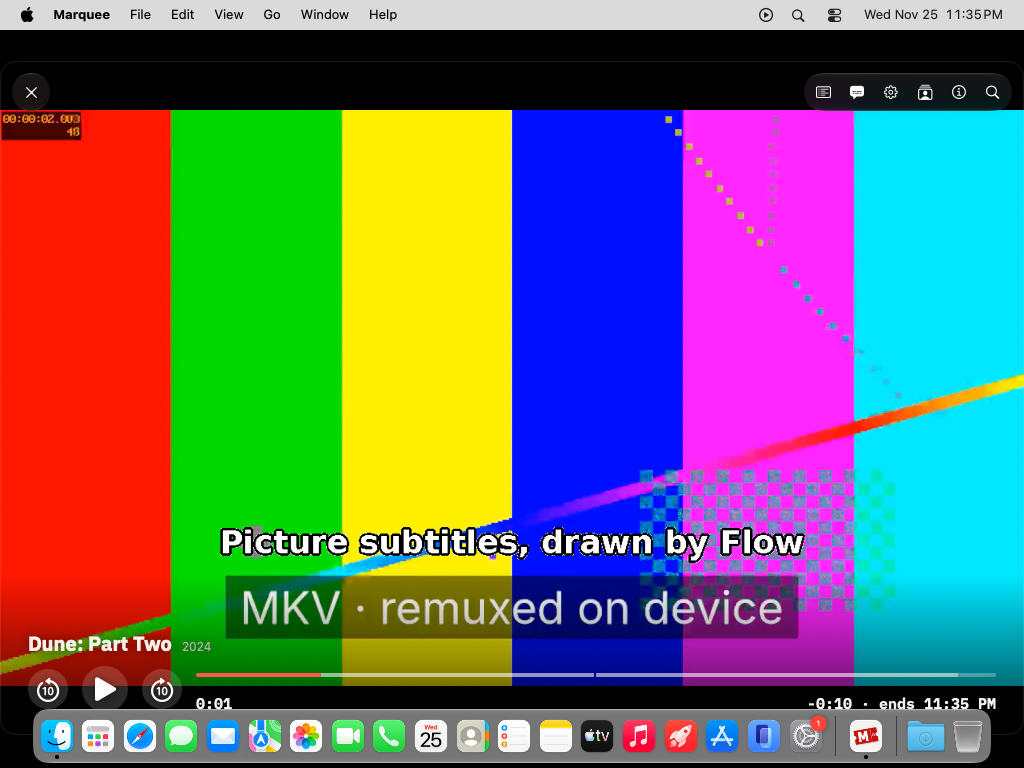 Marquee File Edit View Go Window Help Wed Nov 25 11:35 PM
00:00:02.003
48
Picture subtitles, drawn by Flow
MKV · remuxed on device
Dune: Part Two 2024
10 10
0:01 -0:10 · ends 11:35 PM
Wed
25
tv
1
M